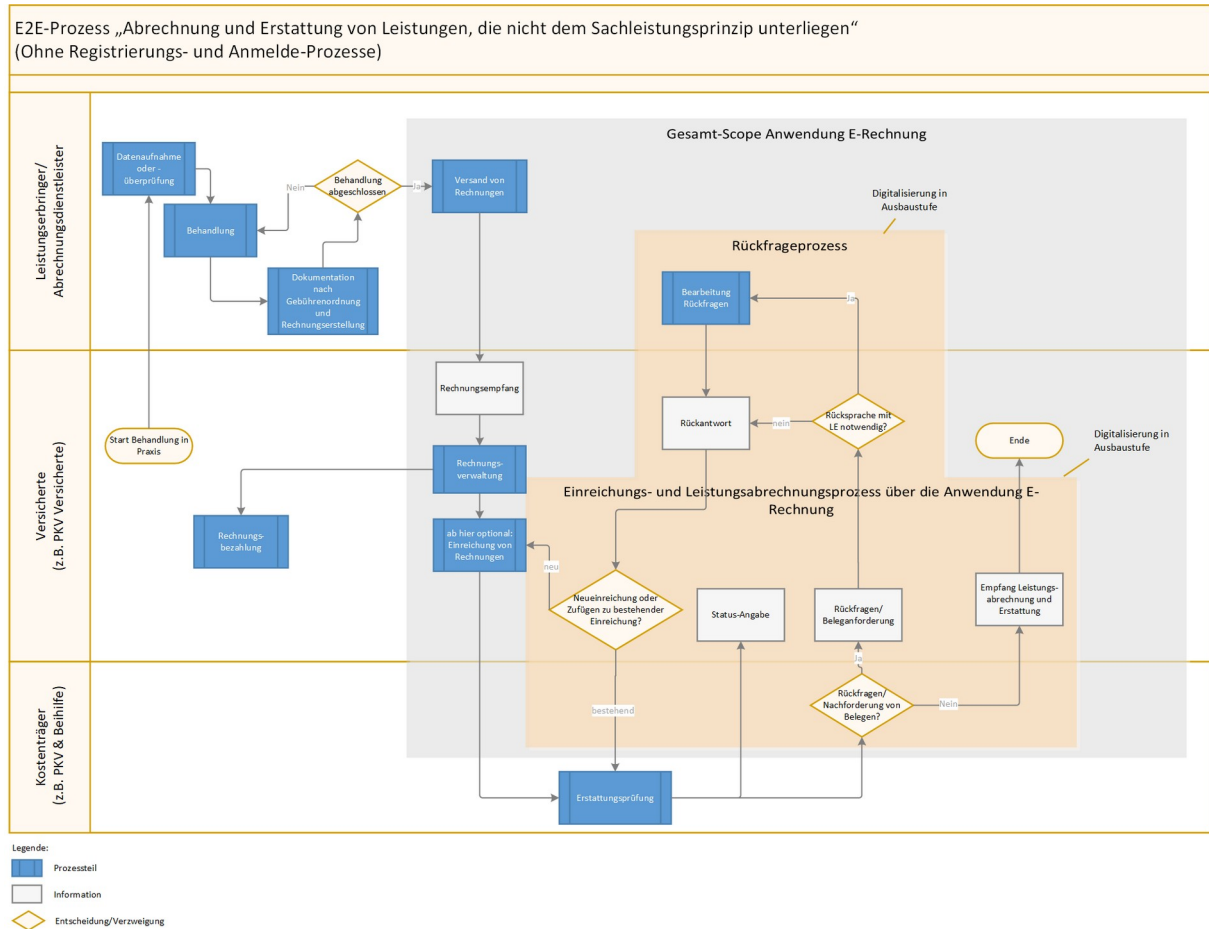 E2E-Prozess „Abrechnung und Erstattung von Leistungen, die nicht dem Sachleistungsprinzip unterliegen“
(Ohne Registrierungs- und Anmelde-Prozesse)
Leistungserbringer/
Abrechnungsdienstleister
Gesamt-Scope Anwendung E-Rechnung
Datenaufnahme
oder -
überprüfung
Behandlung
Dokumentation
nach
Gebührenordnung
und
Rechnungserstellung
Nein
Behandlung
abgeschlossen
Ja
Versand von
Rechnungen
Digitalisierung in
Ausbaustufe
Rückfrageprozess
Bearbeitung
Rückfragen
Ja
Versicherte
(z.B. PKV Versicherte)
Start Behandlung in
Praxis
Rechnungsempfang
Rechnungs-
verwaltung
Rechnungs-
bezahlung
ab hier optional:
Einreichung von
Rechnungen
Rückantwort
nein
Rücksprache mit
LE notwendig?
Ende
Digitalisierung in
Ausbaustufe
Einreichungs- und Leistungsabrechnungsprozess über die Anwendung E-
Rechnung
neu
Neueinreichung oder
Zufügen zu bestehender
Einreichung?
Status-Angabe
Rückfragen/
Beleganforderung
Empfang Leistungs-
abrechnung und
Erstattung
Kostenträger
(z.B. PKV & Beihilfe)
Ja
bestehend
Rückfragen/
Nachforderung von
Belegen?
Nein
Erstattungsprüfung
Legende:
Prozessteil
Information
Entscheidung/Verzweigung